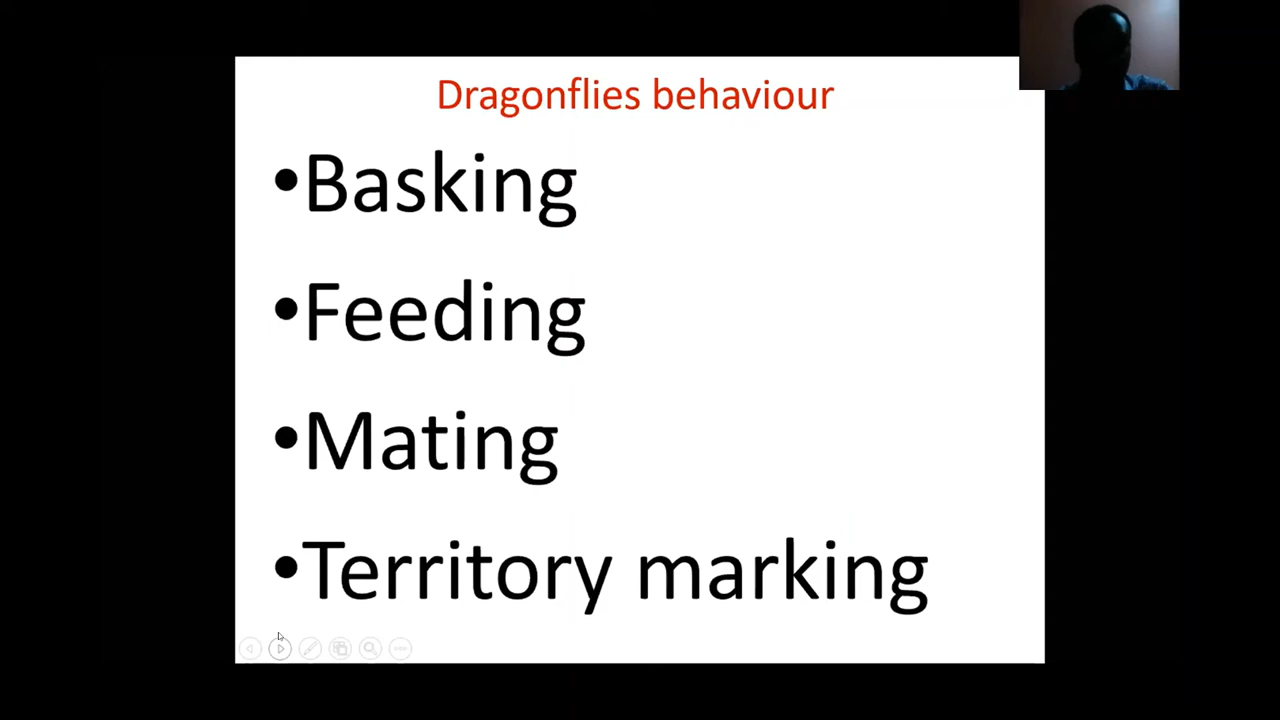 Dragonflies behaviour
•Basking
•Feeding
•Mating
•Territory marking